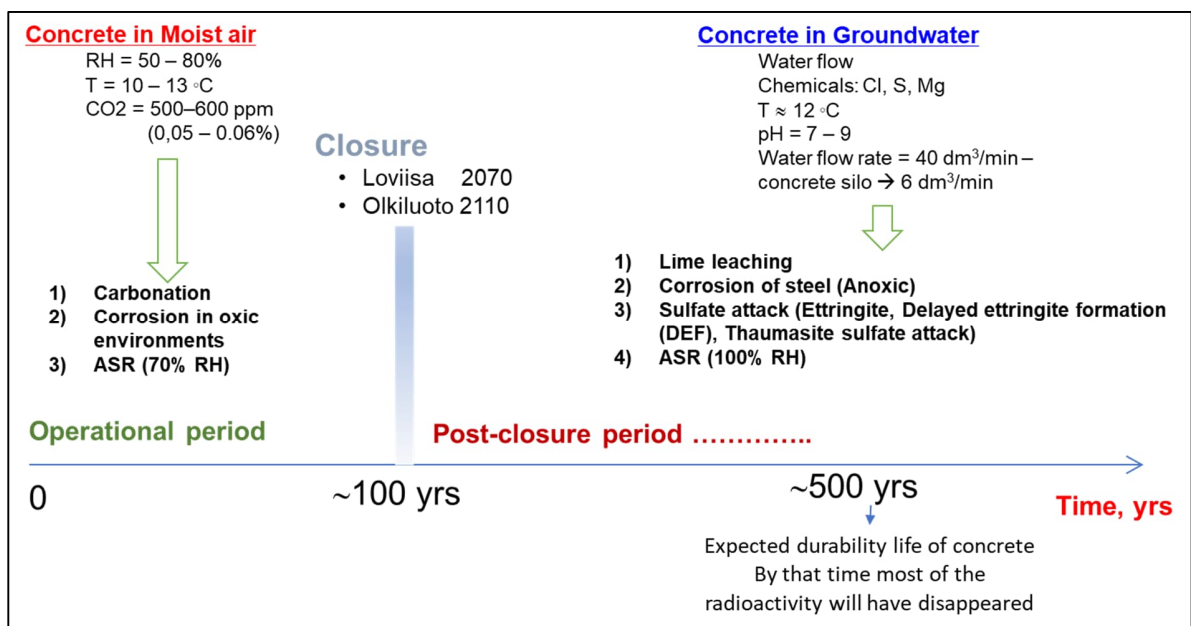 Concrete in Moist air
RH = 50 – 80%
T = 10 – 13 ◦C
CO2 = 500–600 ppm
(0,05 – 0.06%)
Closure
• Loviisa 2070
• Olkiluoto 2110
Concrete in Groundwater
Water flow
Chemicals: Cl, S, Mg
T ≈ 12 ◦C
pH = 7 – 9
Water flow rate = 40 dm³/min –
concrete silo → 6 dm³/min
1) Carbonation
2) Corrosion in oxic
environments
3) ASR (70% RH)
1) Lime leaching
2) Corrosion of steel (Anoxic)
3) Sulfate attack (Ettringite, Delayed ettringite formation
(DEF), Thaumasite sulfate attack)
4) ASR (100% RH)
Operational period
Post-closure period …………..
0
~100 yrs
~500 yrs
Time, yrs
Expected durability life of concrete
By that time most of the
radioactivity will have disappeared